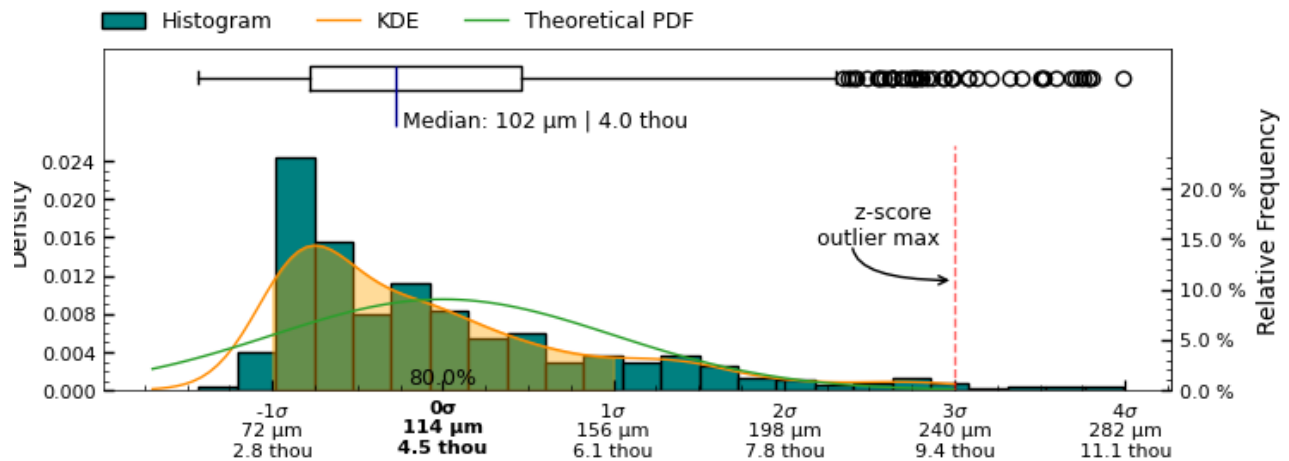 Histogram KDE Theoretical PDF
Median: 102 µm | 4.0 thou
Density
0.024
0.020
0.016
0.012
0.008
0.004
0.000
z-score
outlier max
80.0%
Relative Frequency
20.0 %
15.0 %
10.0 %
5.0 %
0.0 %
-1σ 0σ 1σ 2σ 3σ 4σ
72 µm 114 µm 156 µm 198 µm 240 µm 282 µm
2.8 thou 4.5 thou 6.1 thou 7.8 thou 9.4 thou 11.1 thou